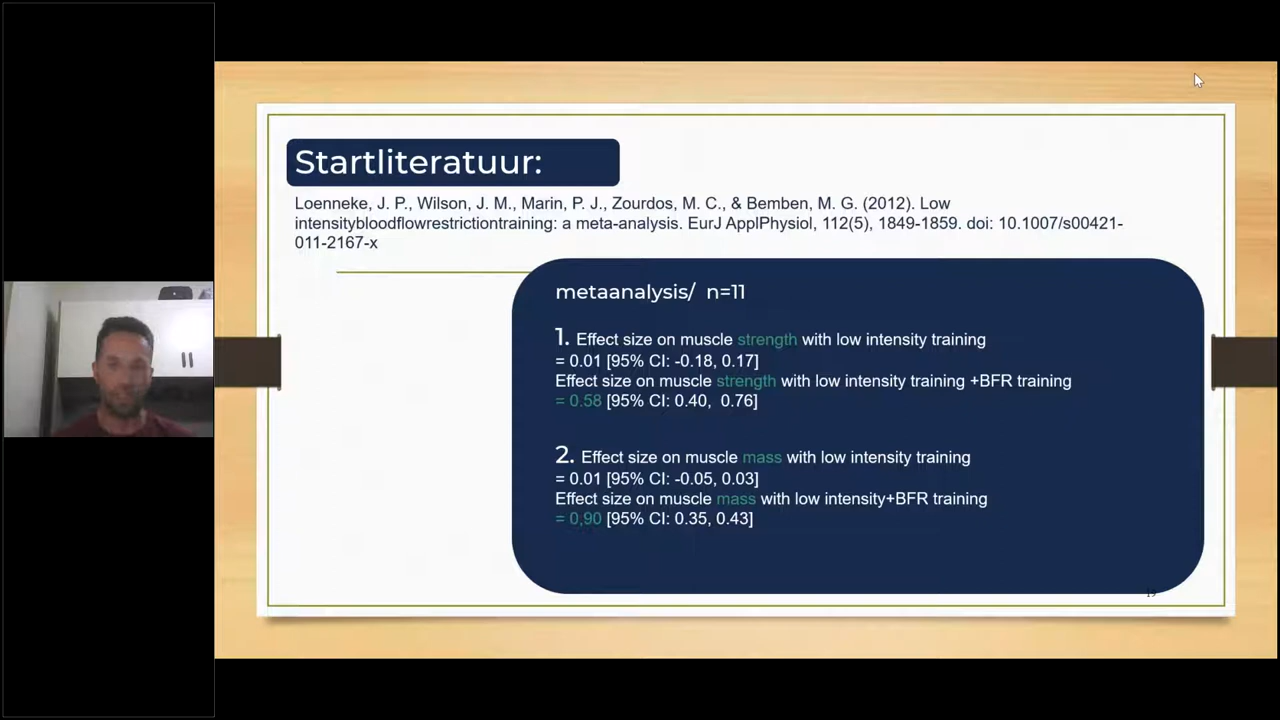 Startliteratuur:
Loenneke, J. P., Wilson, J. M., Marin, P. J., Zourdos, M. C., & Bemben, M. G. (2012). Low
intensitybloodflowrestrictiontraining: a meta-analysis. EurJ ApplPhysiol, 112(5), 1849-1859. doi: 10.1007/s00421-
011-2167-x
metaanalysis/ n=11
1. Effect size on muscle strength with low intensity training
= 0.01 [95% CI: -0.18, 0.17]
Effect size on muscle strength with low intensity training +BFR training
= 0.58 [95% CI: 0.40, 0.76]
2. Effect size on muscle mass with low intensity training
= 0.01 [95% CI: -0.05, 0.03]
Effect size on muscle mass with low intensity+BFR training
= 0,90 [95% CI: 0.35, 0.43]
19